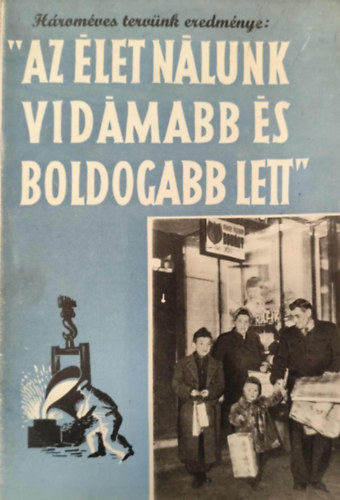 Hároméves tervünk eredménye:
"AZ ÉLET NÁLUNK
VIDÁMABB ÉS
BOLDOGABB LETT"